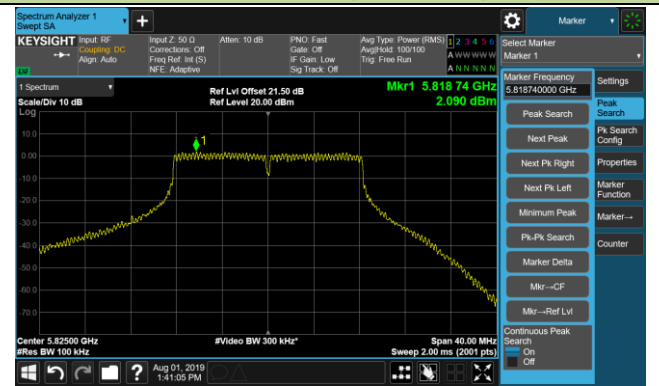 Spectrum Analyzer 1
Swept SA
+
Marker
KEYSIGHT
Input: RF
Coupling: DC
Align: Auto
Input Z: 50 Ω
Corrections: Off
Freq Ref: Int (S)
NFE: Adaptive
Atten: 10 dB
PNO: Fast
Gate: Off
IF Gain: Low
Sig Track: Off
Avg Type: Power (RMS)
Avg|Hold: 100/100
Trig: Free Run
1 2 3 4 5 6
A W W W W W
A N N N N N
Select Marker
Marker 1
LXI
1 Spectrum
Scale/Div 10 dB
Log
Ref Lvl Offset 21.50 dB
Ref Level 20.00 dBm
Mkr1 5.818 74 GHz
2.090 dBm
10.0
0.00
-10.0
-20.0
-30.0
-40.0
-50.0
-60.0
-70.0
1
Center 5.82500 GHz
#Res BW 100 kHz
#Video BW 300 kHz*
Span 40.00 MHz
Sweep 2.00 ms (2001 pts)
Marker Frequency
5.818740000 GHz
Peak Search
Next Peak
Next Pk Right
Next Pk Left
Minimum Peak
Pk-Pk Search
Marker Delta
Mkr→CF
Mkr→Ref Lvl
Continuous Peak
Search
On
Off
Settings
Peak
Search
Pk Search
Config
Properties
Marker
Function
Marker→
Counter
?
Aug 01, 2019
1:41:05 PM